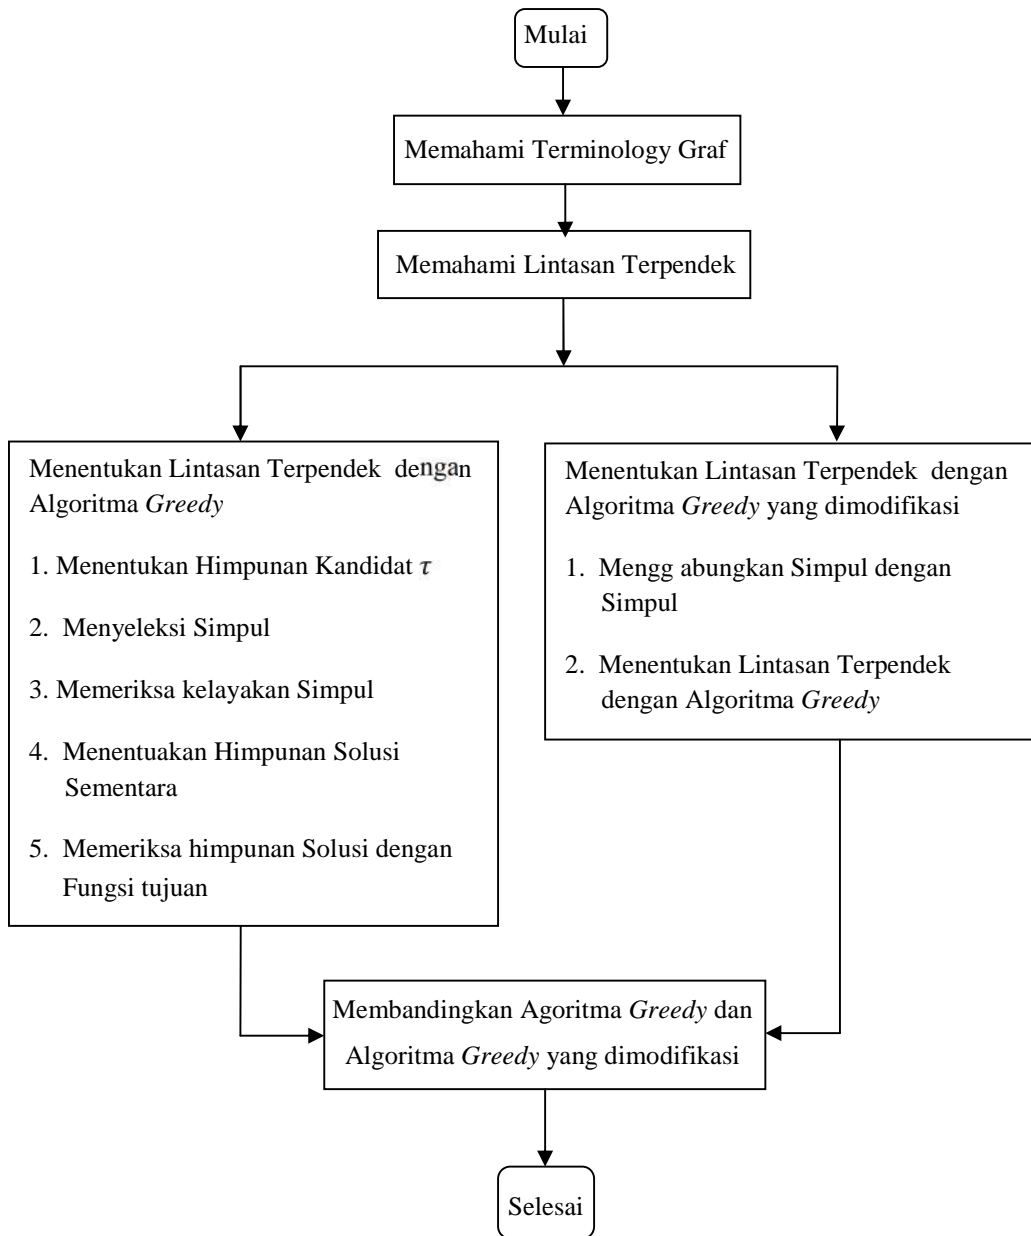 Mulai
Memahami Terminology Graf
Memahami Lintasan Terpendek
Menentukan Lintasan Terpendek dengan
Algoritma Greedy
1. Menentukan Himpunan Kandidat τ
2. Menyeleksi Simpul
3. Memeriksa kelayakan Simpul
4. Menentuakan Himpunan Solusi
Sementara
5. Memeriksa himpunan Solusi dengan
Fungsi tujuan
Menentukan Lintasan Terpendek dengan
Algoritma Greedy yang dimodifikasi
1. Mengg abungkan Simpul dengan
Simpul
2. Menentukan Lintasan Terpendek
dengan Algoritma Greedy
Membandingkan Agoritma Greedy dan
Algoritma Greedy yang dimodifikasi
Selesai